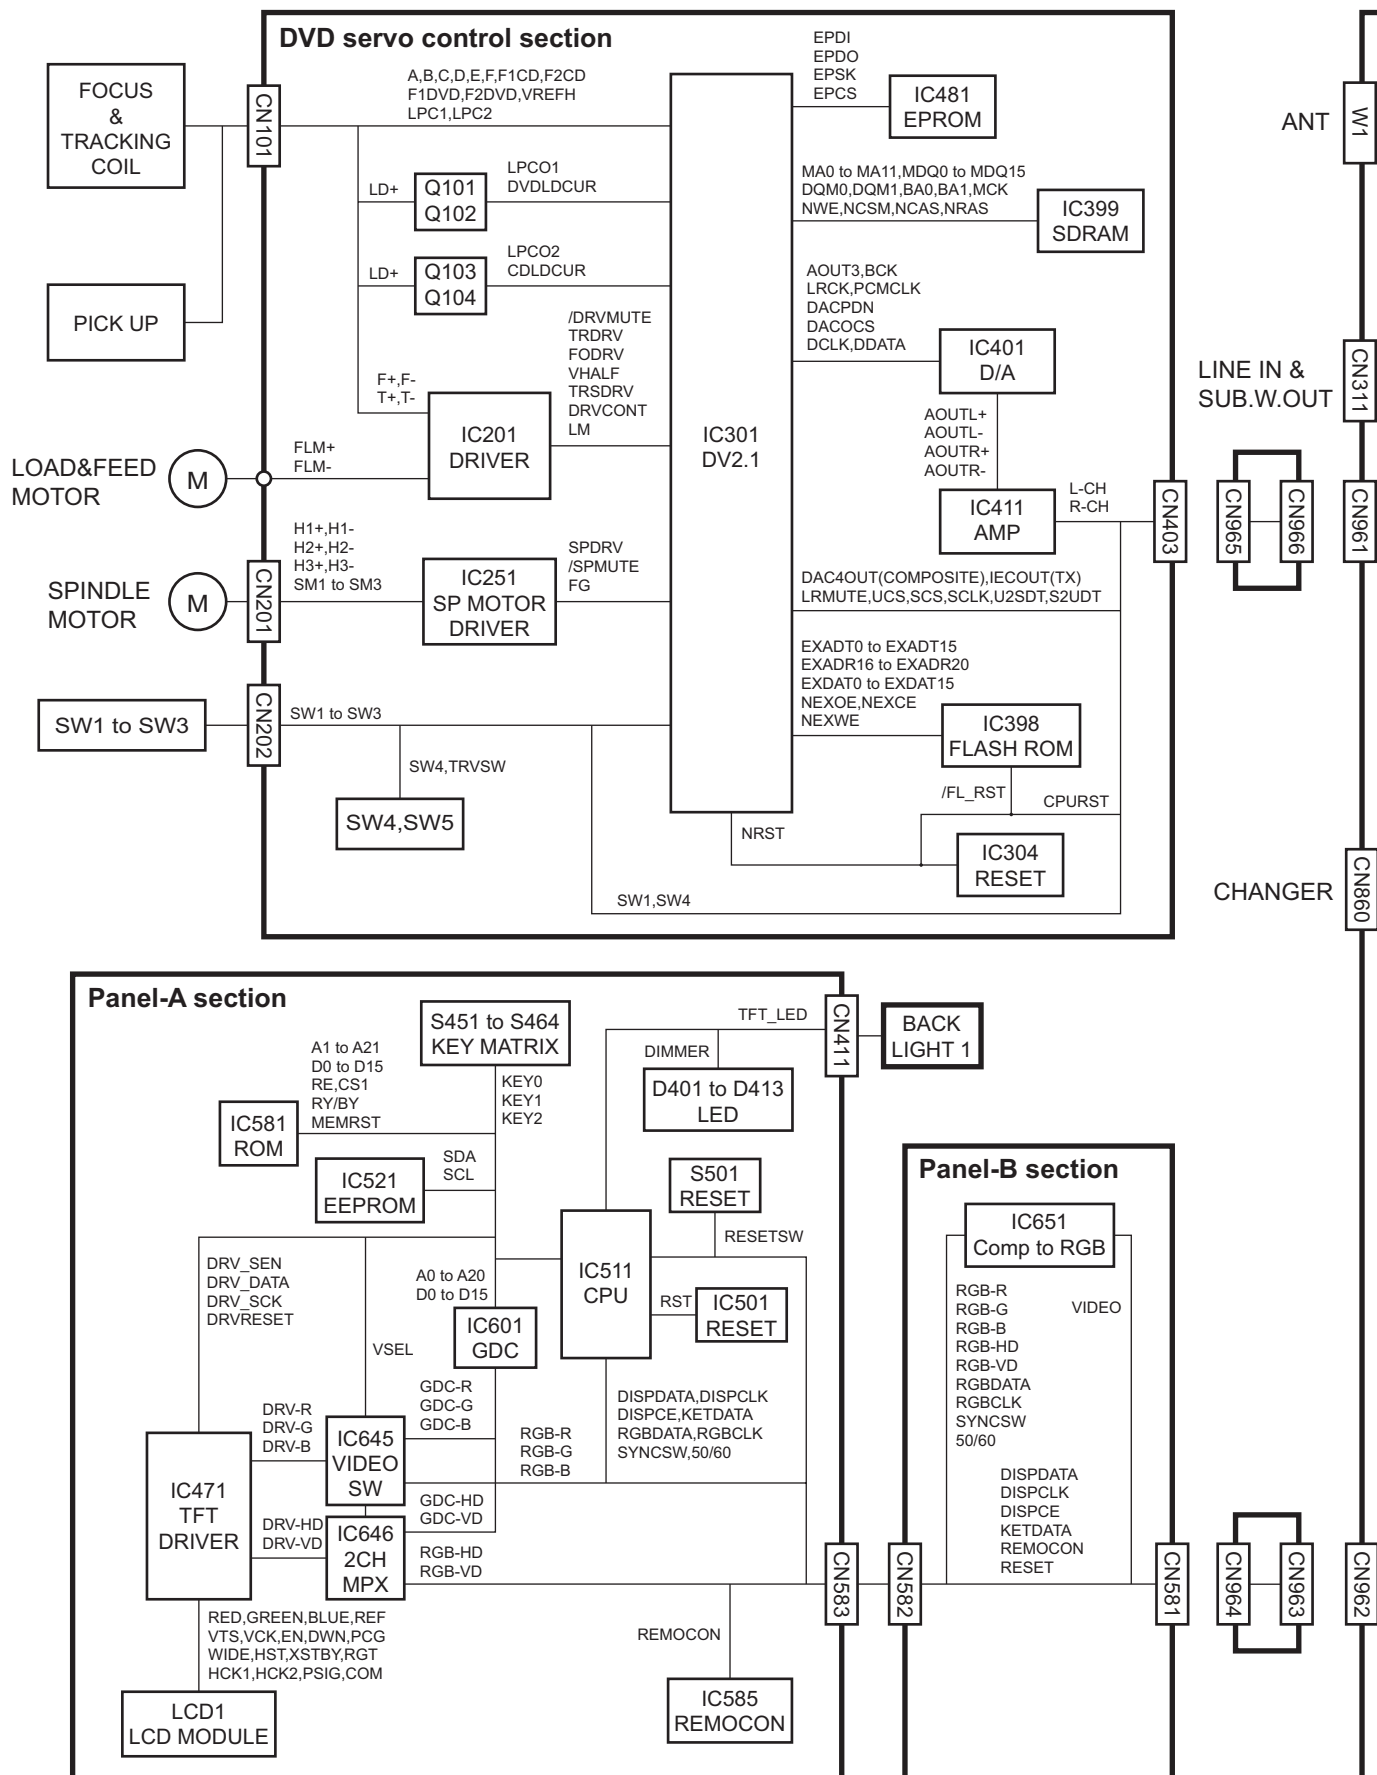 DVD servo control section
FOCUS
&
TRACKING
COIL
CN101
A,B,C,D,E,F,F1CD,F2CD
F1DVD,F2DVD,VREFH
LPC1,LPC2
EPDI
EPDO
EPSK
EPCS
IC481
EPROM
ANT
W1
LD+
Q101
Q102
LPCO1
DVDLDCUR
MA0 to MA11,MDQ0 to MDQ15
DQM0,DQM1,BA0,BA1,MCK
NWE,NCSM,NCAS,NRAS
IC399
SDRAM
LD+
Q103
Q104
LPCO2
CDLDCUR
PICK UP
AOUT3,BCK
LRCK,PCMCLK
DACPDN
DACOCS
DCLK,DDATA
IC401
D/A
/DRVMUTE
TRDRV
FODRV
VHALF
TRSDRV
DRVCONT
LM
F+,F-
T+,T-
IC201
DRIVER
IC301
DV2.1
AOUTL+
AOUTL-
AOUTR+
AOUTR-
LINE IN &
SUB.W.OUT
CN311
LOAD&FEED
MOTOR
M
FLM+
FLM-
IC411
AMP
L-CH
R-CH
CN403
CN965
CN966
CN961
SPINDLE
MOTOR
M
CN201
H1+,H1-
H2+,H2-
H3+,H3-
SM1 to SM3
IC251
SP MOTOR
DRIVER
SPDRV
/SPMUTE
FG
DAC4OUT(COMPOSITE),IECOUT(TX)
LRMUTE,UCS,SCS,SCLK,U2SDT,S2UDT
EXADT0 to EXADT15
EXADR16 to EXADR20
EXDAT0 to EXDAT15
NEXOE,NEXCE
NEXWE
IC398
FLASH ROM
SW1 to SW3
CN202
SW1 to SW3
SW4,TRVSW
SW4,SW5
/FL_RST
CPURST
NRST
IC304
RESET
SW1,SW4
CHANGER
CN860
Panel-A section
S451 to S464
KEY MATRIX
TFT_LED
CN411
BACK
LIGHT 1
DIMMER
D401 to D413
LED
A1 to A21
D0 to D15
RE,CS1
RY/BY
MEMRST
KEY0
KEY1
KEY2
IC581
ROM
SDA
SCL
IC521
EEPROM
S501
RESET
RESETSW
Panel-B section
IC651
Comp to RGB
DRV_SEN
DRV_DATA
DRV_SCK
DRVRESET
A0 to A20
D0 to D15
IC511
CPU
RST
IC501
RESET
IC601
GDC
VSEL
RGB-R
RGB-G
RGB-B
RGB-HD
RGB-VD
RGBDATA
RGBCLK
SYNCSW
50/60
VIDEO
GDC-R
GDC-G
GDC-B
DISPDATA,DISPCLK
DISPCE,KETDATA
RGBDATA,RGBCLK
SYNCSW,50/60
DRV-R
DRV-G
DRV-B
IC645
VIDEO
SW
RGB-R
RGB-G
RGB-B
IC471
TFT
DRIVER
DISPDATA
DISPCLK
DISPCE
KETDATA
REMOCON
RESET
DRV-HD
DRV-VD
IC646
2CH
MPX
GDC-HD
GDC-VD
RGB-HD
RGB-VD
CN583
CN582
CN581
CN964
CN963
CN962
RED,GREEN,BLUE,REF
VTS,VCK,EN,DWN,PCG
WIDE,HST,XSTBY,RGT
HCK1,HCK2,PSIG,COM
REMOCON
LCD1
LCD MODULE
IC585
REMOCON